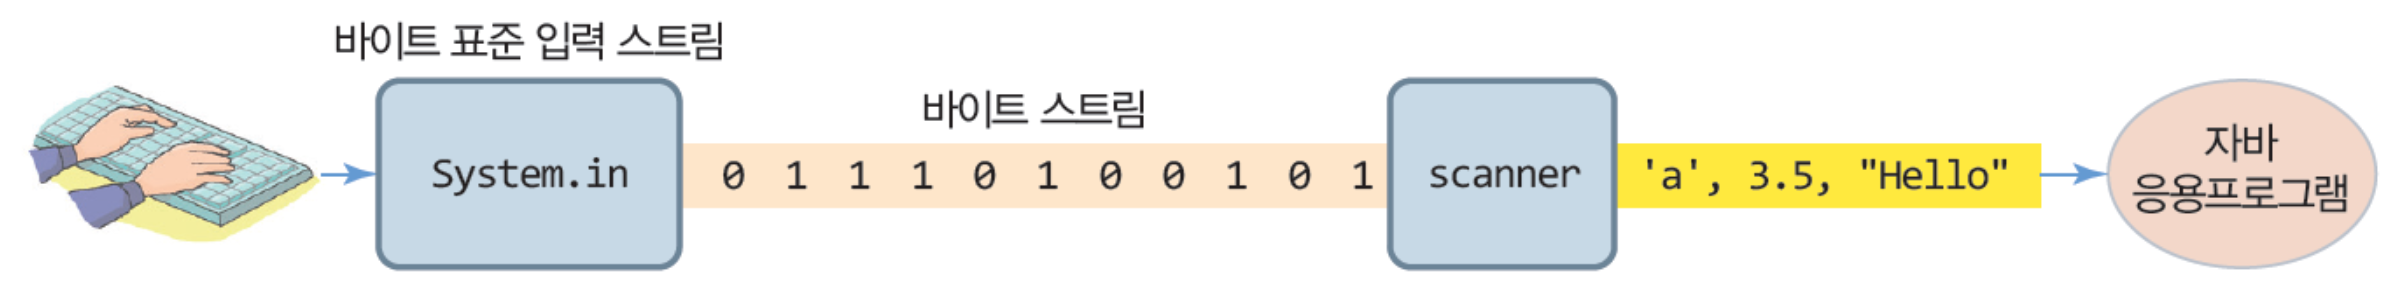 바이트 표준 입력 스트림
바이트 스트림
System.in
0 1 1 1 0 1 0 0 1 0 1
scanner
'a', 3.5, "Hello"
자바
응용프로그램